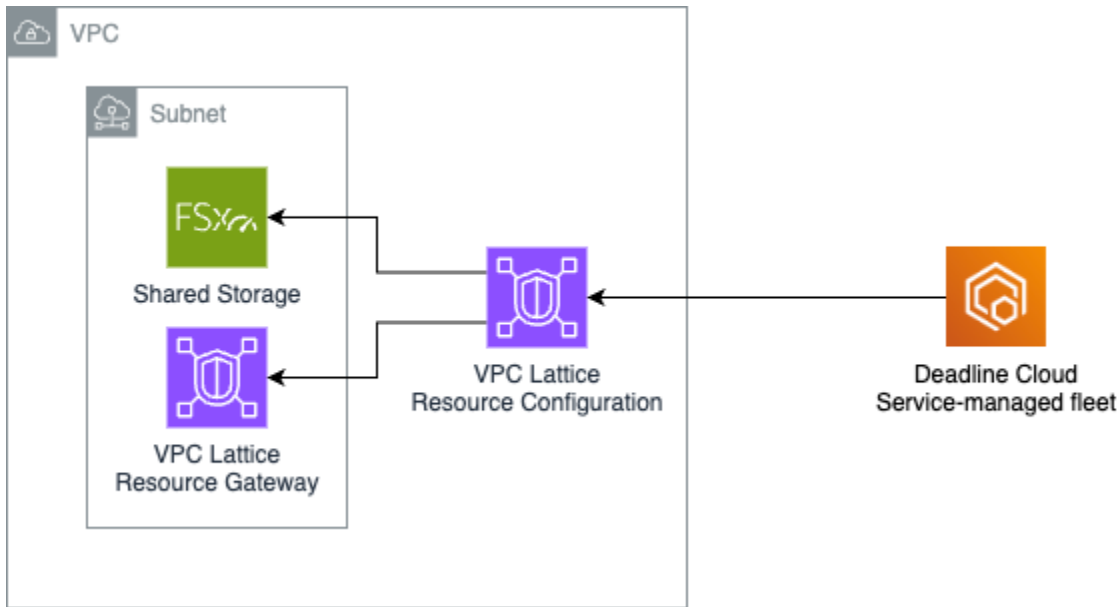 VPC
Subnet
FSx
Shared Storage
VPC Lattice
Resource Gateway
VPC Lattice
Resource Configuration
Deadline Cloud
Service-managed fleet